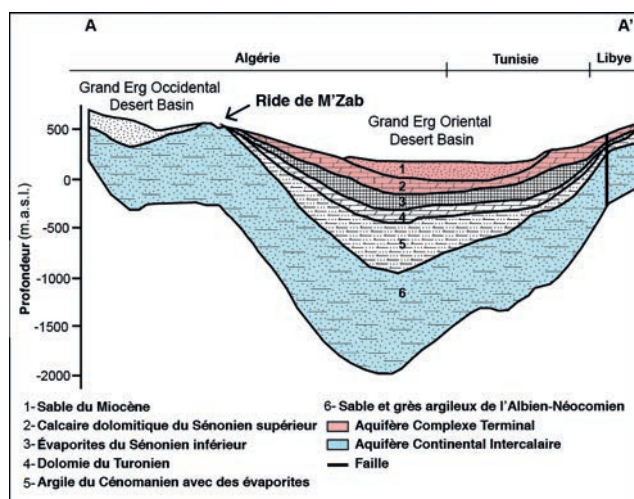 A A'
Algérie Tunisie Libye
Grand Erg Occidental
Desert Basin
Ride de M'Zab
Grand Erg Oriental
Desert Basin
500
0
-500
-1000
-1500
-2000
Profondeur (m.a.s.l.)
1
2
3
4
5
6
1- Sable du Miocène
2- Calcaire dolomitique du Sénonien supérieur
3- Évaporites du Sénonien inférieur
4- Dolomie du Turonien
5- Argile du Cénomanien avec des évaporites
6- Sable et grès argileux de l'Albien-Néocomien
Aquifère Complexe Terminal
Aquifère Continental Intercalaire
Faille